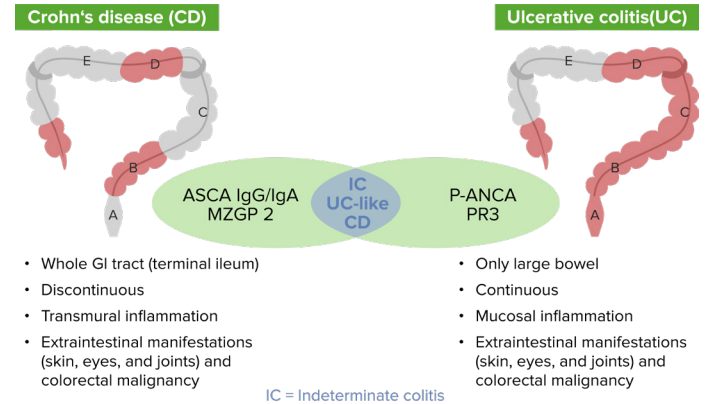 Crohn‘s disease (CD)
E
D
C
B
A
ASCA IgG/IgA
MZGP 2
IC
UC-like
CD
Ulcerative colitis(UC)
E
D
C
B
A
P-ANCA
PR3
• Whole GI tract (terminal ileum)
• Discontinuous
• Transmural inflammation
• Extraintestinal manifestations
(skin, eyes, and joints) and
colorectal malignancy
• Only large bowel
• Continuous
• Mucosal inflammation
• Extraintestinal manifestations
(skin, eyes, and joints) and
colorectal malignancy
IC = Indeterminate colitis